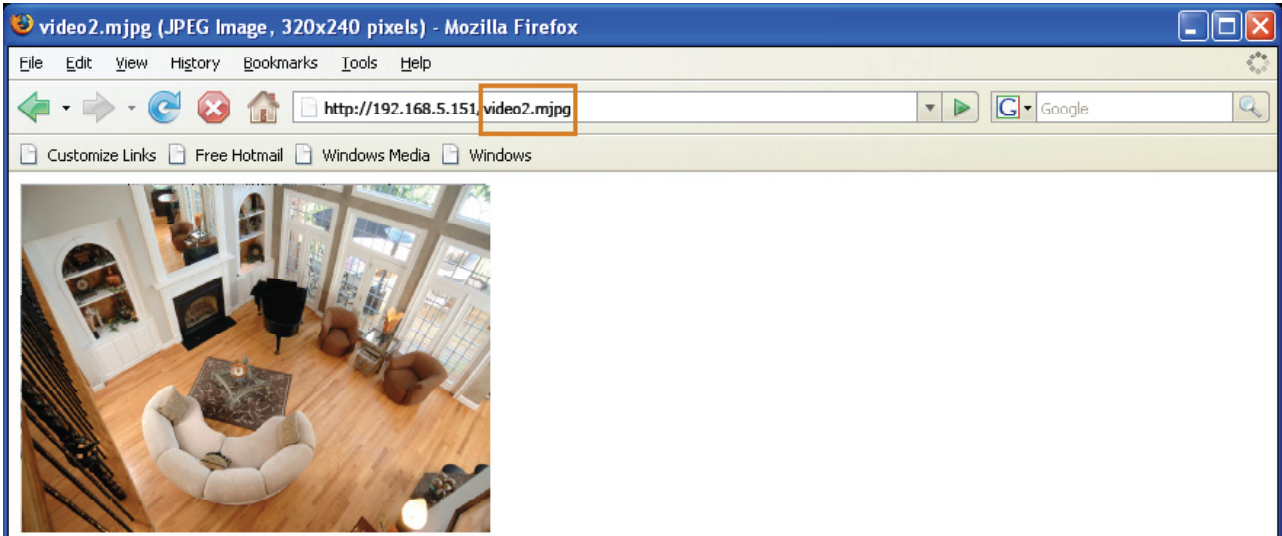 video2.mjpg (JPEG Image, 320x240 pixels) - Mozilla Firefox
File Edit View History Bookmarks Tools Help
http://192.168.5.151/video2.mjpg G Google
Customize Links Free Hotmail Windows Media Windows